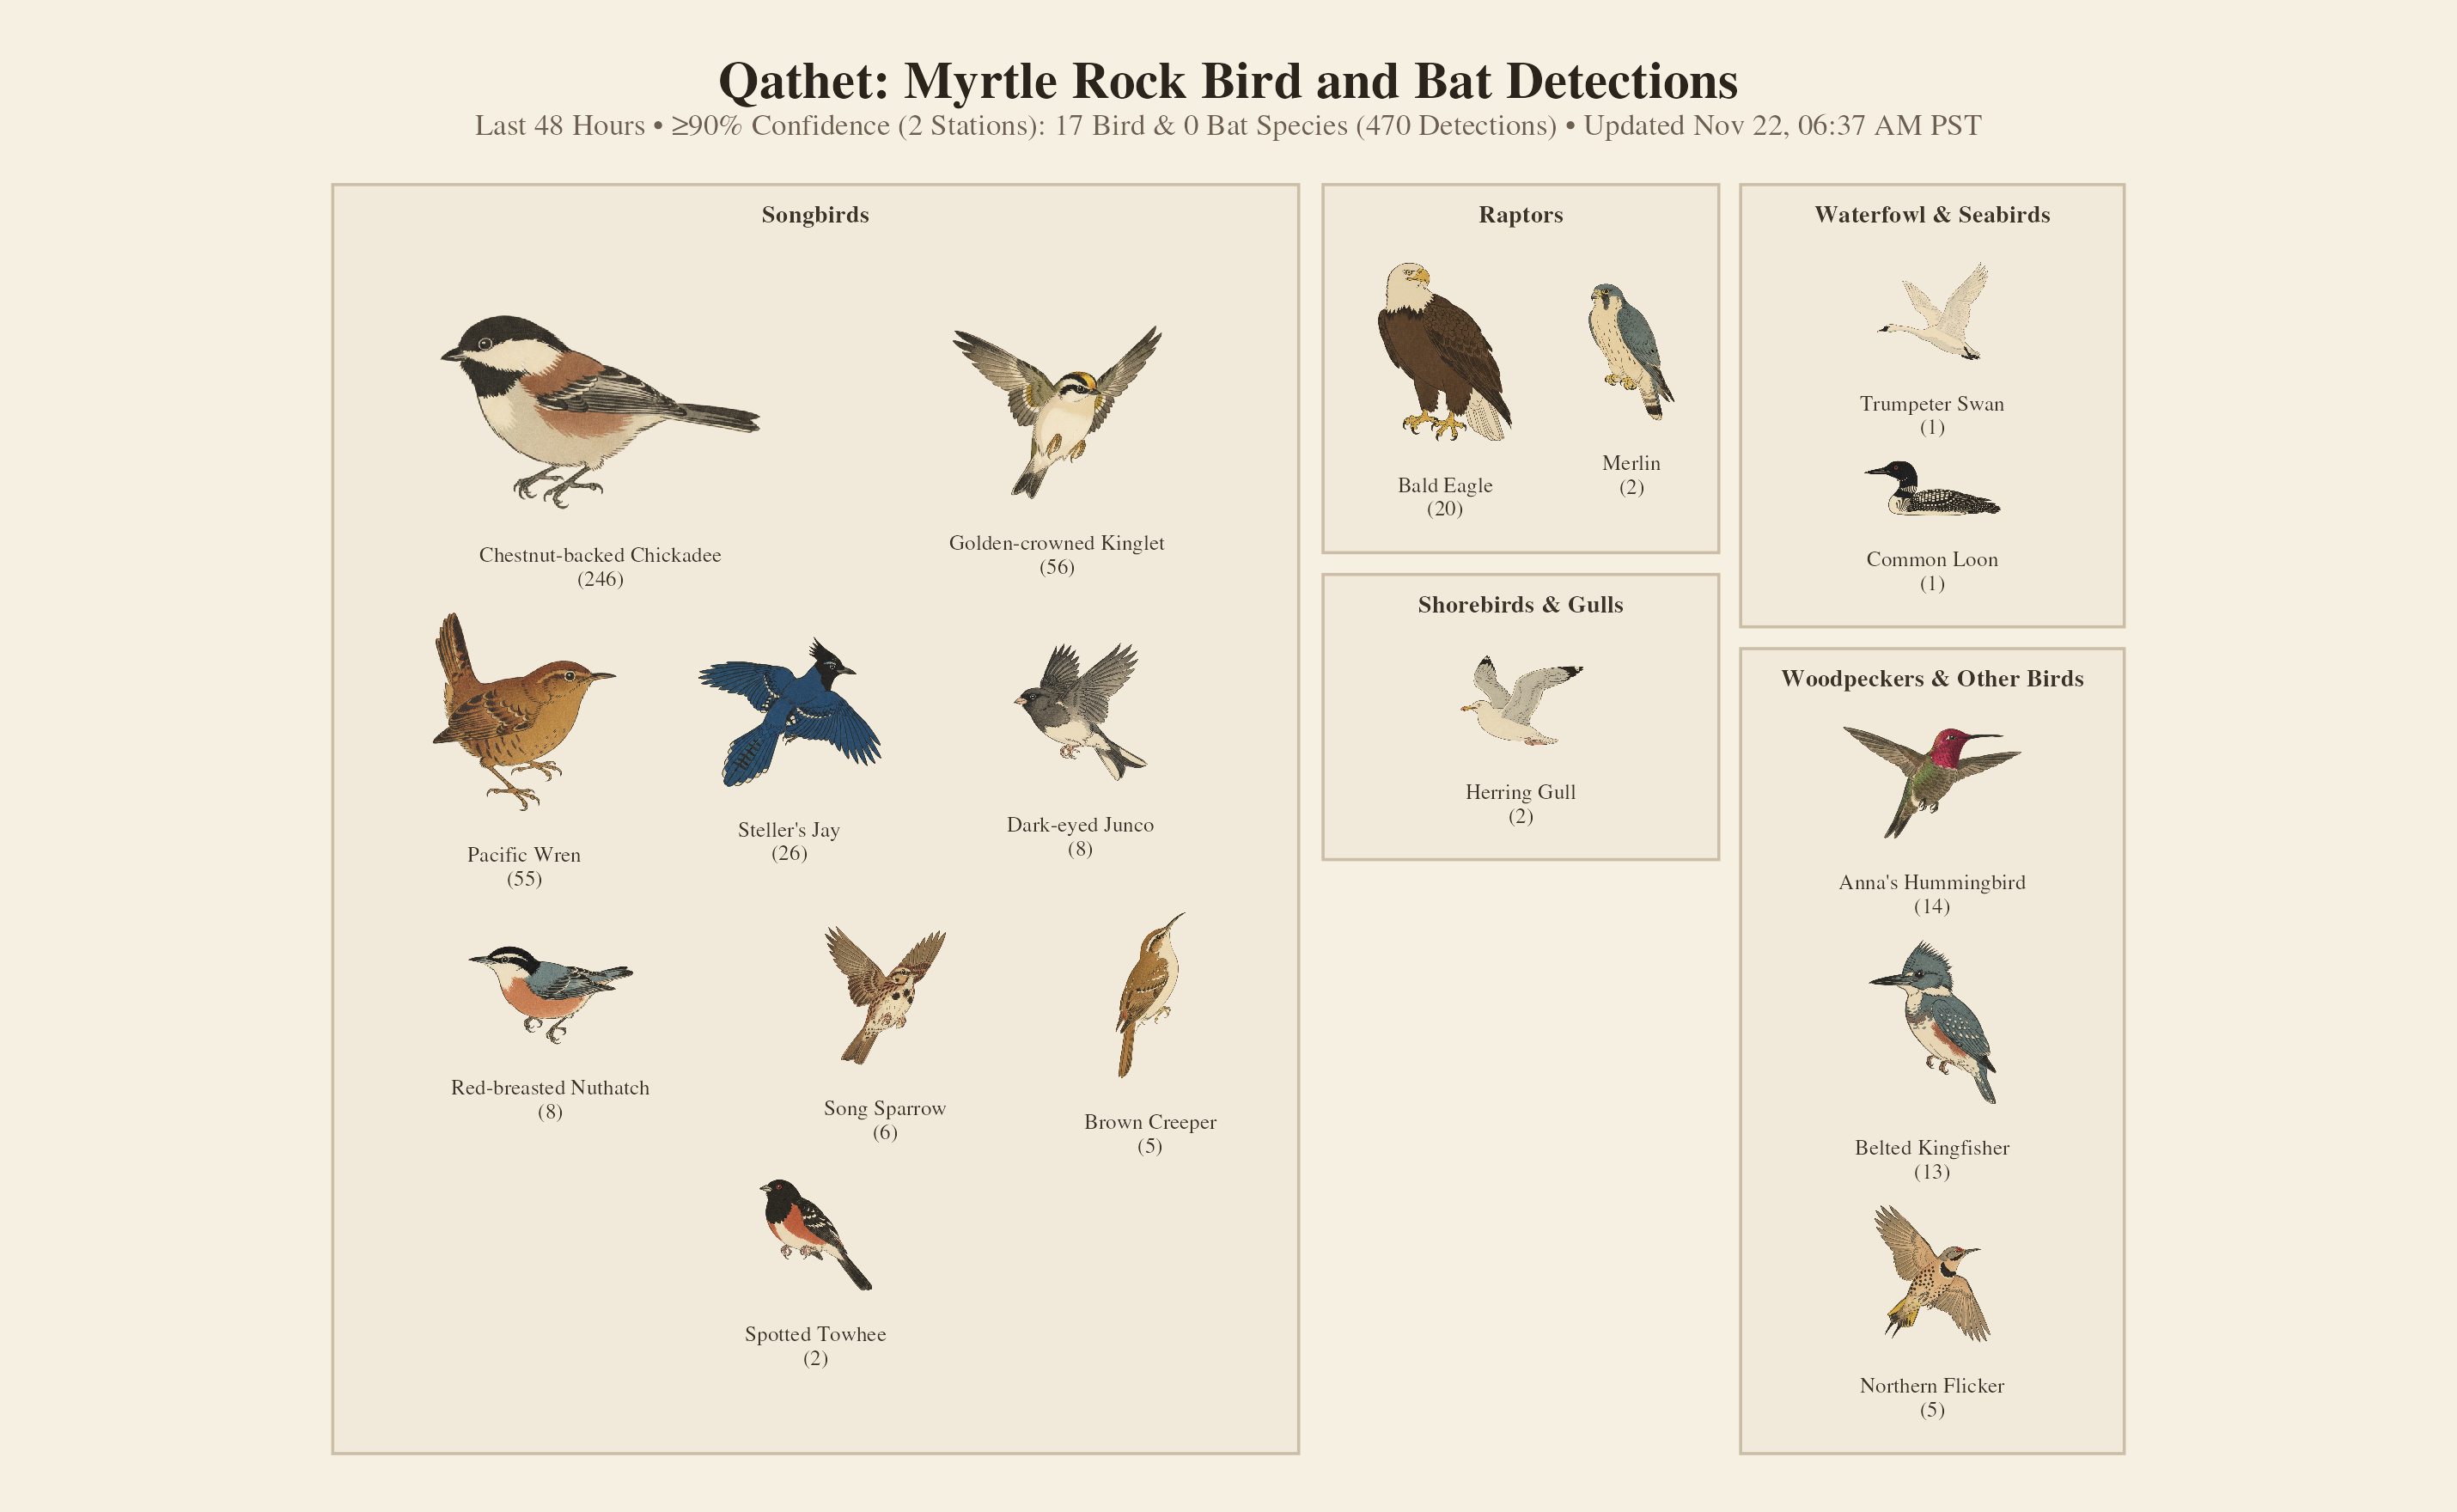 Qathet: Myrtle Rock Bird and Bat Detections
Last 48 Hours • ≥90% Confidence (2 Stations): 17 Bird & 0 Bat Species (470 Detections) • Updated Nov 22, 06:37 AM PST
Songbirds
Chestnut-backed Chickadee
(246)
Golden-crowned Kinglet
(56)
Pacific Wren
(55)
Steller's Jay
(26)
Dark-eyed Junco
(8)
Red-breasted Nuthatch
(8)
Song Sparrow
(6)
Brown Creeper
(5)
Spotted Towhee
(2)
Raptors
Bald Eagle
(20)
Merlin
(2)
Shorebirds & Gulls
Herring Gull
(2)
Waterfowl & Seabirds
Trumpeter Swan
(1)
Common Loon
(1)
Woodpeckers & Other Birds
Anna's Hummingbird
(14)
Belted Kingfisher
(13)
Northern Flicker
(5)